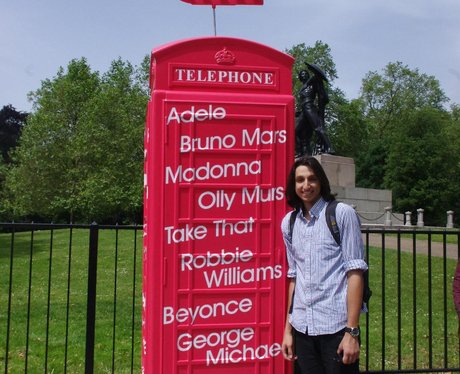 TELEPHONE
Adele
Bruno Mars
Madonna
Olly Murs
Take That
Robbie
Williams
Beyonce
George
Michael